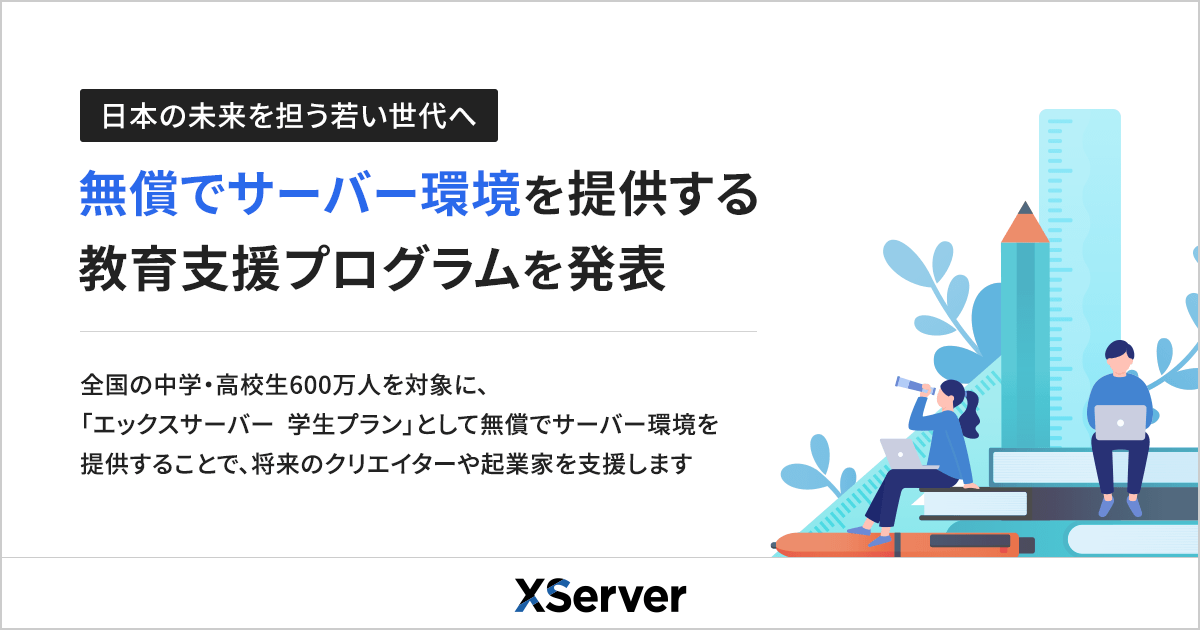 日本の未来を担う若い世代へ
無償でサーバー環境を提供する
教育支援プログラムを発表
全国の中学・高校生600万人を対象に、
「エックスサーバー 学生プラン」として無償でサーバー環境を
提供することで、将来のクリエイターや起業家を支援します
XServer